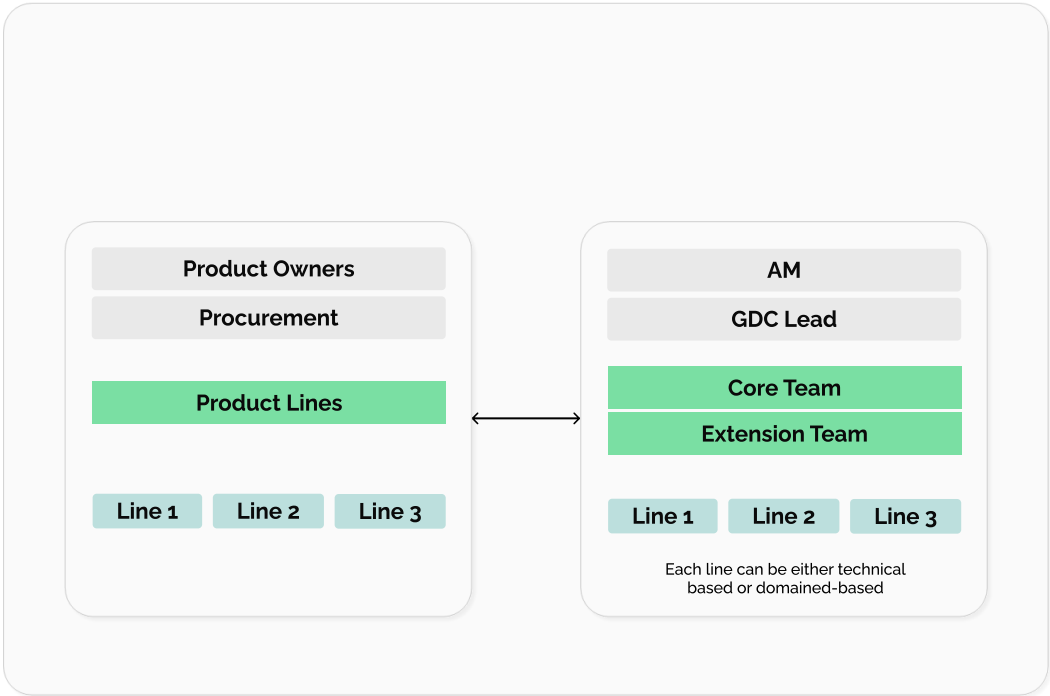 Product Owners
Procurement
Product Lines
Line 1
Line 2
Line 3
AM
GDC Lead
Core Team
Extension Team
Line 1
Line 2
Line 3
Each line can be either technical
based or domained-based